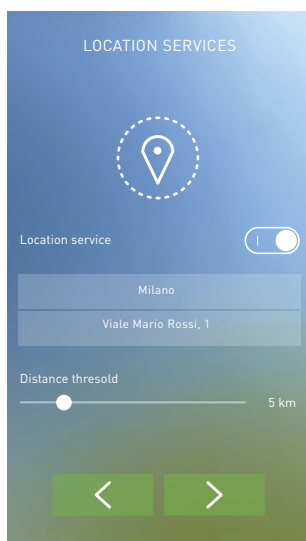 LOCATION SERVICES
Location service
Milano
Viale Mario Rossi, 1
Distance thresold
5 km